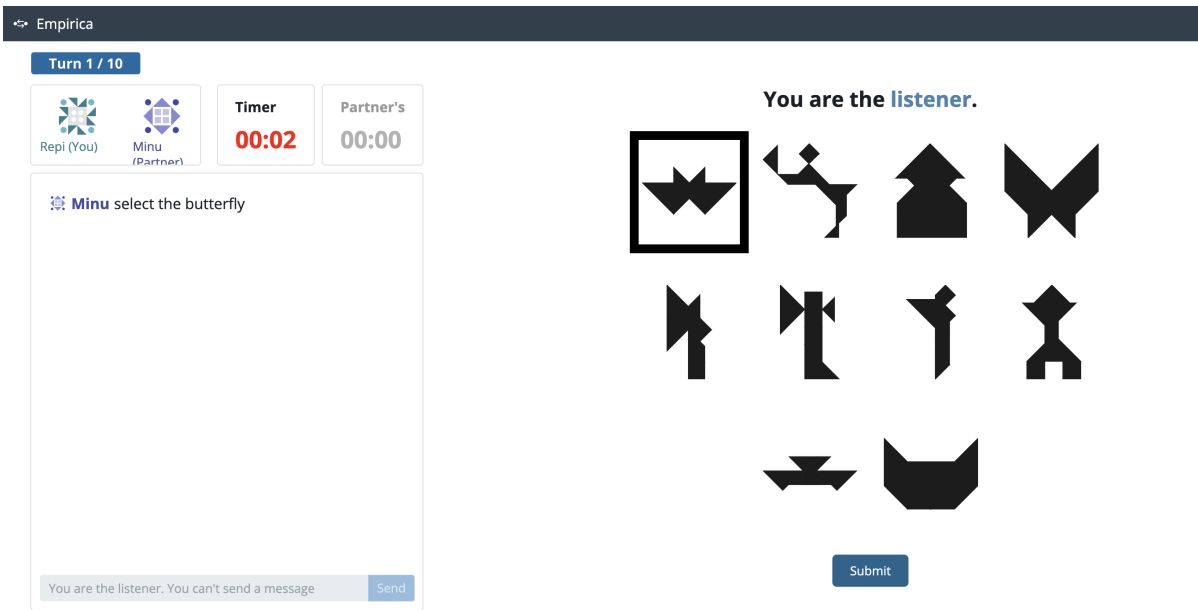 Empirica
Turn 1 / 10
Repi (You)
Minu
(Partner)
Timer
00:02
Partner's
00:00
You are the listener.
Minu select the butterfly
You are the listener. You can't send a message
Send
Submit